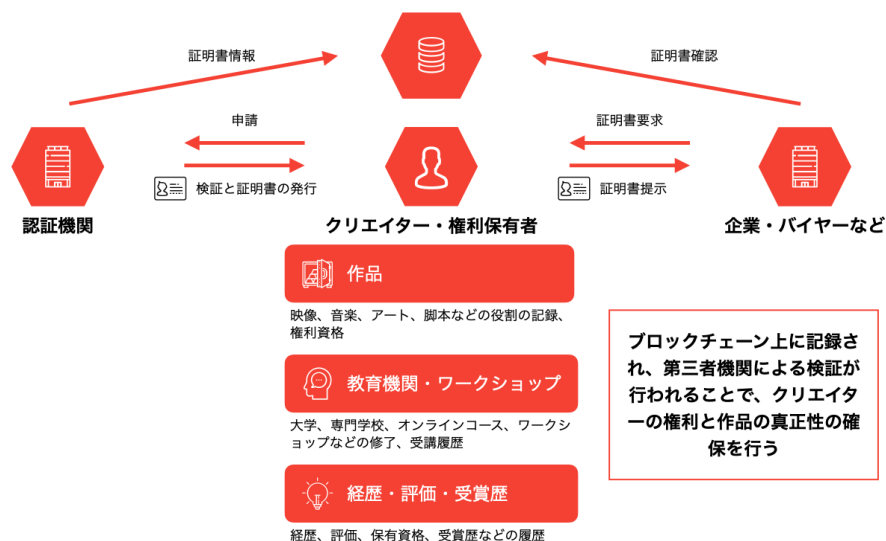 証明書情報
証明書確認
申請
証明書要求
検証と証明書の発行
証明書提示
認証機関
クリエイター・権利保有者
企業・バイヤーなど
作品
映像、音楽、アート、脚本などの役割の記録、
権利資格
教育機関・ワークショップ
大学、専門学校、オンラインコース、ワークシ
ョップなどの修了、受講履歴
経歴・評価・受賞歴
経歴、評価、保有資格、受賞歴などの履歴
ブロックチェーン上に記録さ
れ、第三者機関による検証が
行われることで、クリエイタ
ーの権利と作品の真正性の確
保を行う